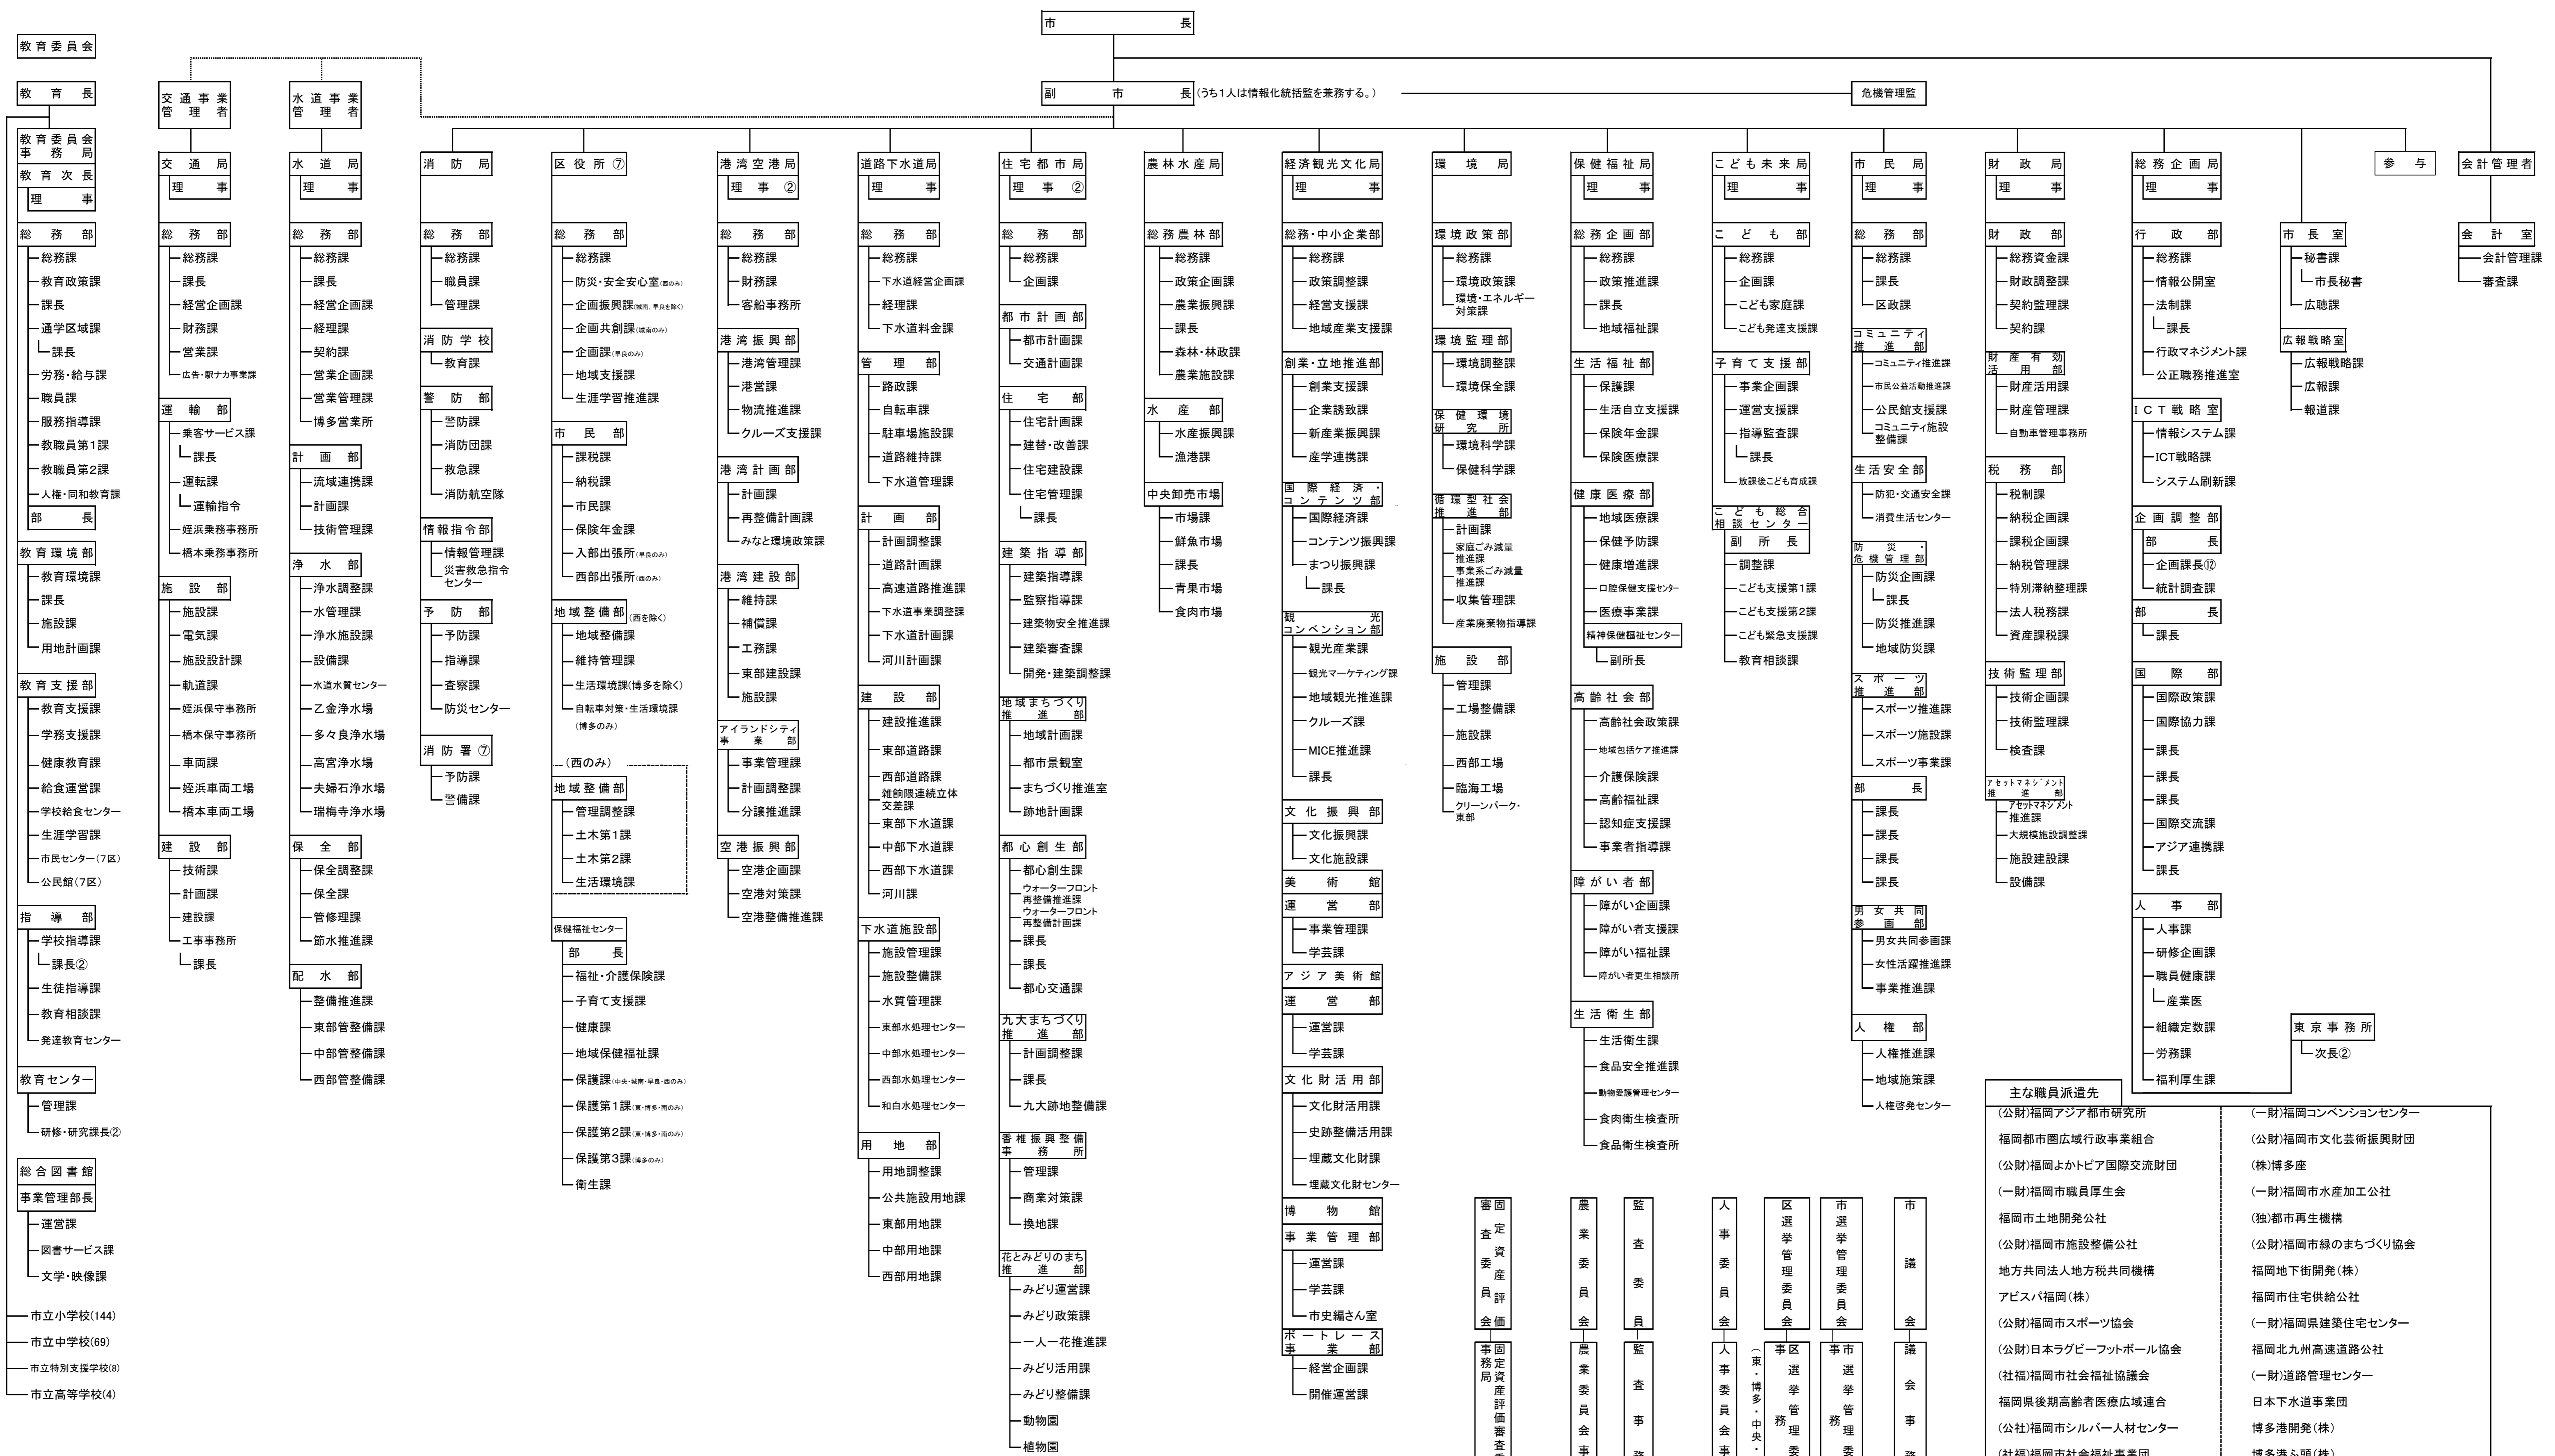 市長
副市長(うち1人は情報化統括監を兼務する。)
危機管理監
教育委員会
教育長
教育委員会
事務局
教育次長
理事
総務部
総務課
教育政策課
課長
通学区域課
課長
労務・給与課
職員課
服務指導課
教職員第1課
教職員第2課
人権・同和教育課
部長
教育環境部
教育環境課
課長
施設課
用地計画課
教育支援部
教育支援課
学務支援課
健康教育課
給食運営課
学校給食センター
生涯学習課
市民センター(7区)
公民館(7区)
指導部
学校指導課
課長②
生徒指導課
教育相談課
発達教育センター
教育センター
管理課
研修・研究課長②
総合図書館
事業管理部長
運営課
図書サービス課
文学・映像課
市立小学校(144)
市立中学校(69)
市立特別支援学校(8)
市立高等学校(4)
交通事業
管理者
交通局
理事
総務部
総務課
課長
経営企画課
財務課
営業課
広告・駅ナカ事業課
運輸部
乗客サービス課
課長
運転課
運輸指令
姪浜乗務事務所
橋本乗務事務所
施設部
施設課
電気課
施設設計課
軌道課
姪浜保守事務所
橋本保守事務所
車両課
姪浜車両工場
橋本車両工場
建設部
技術課
計画課
建設課
工事事務所
課長
水道事業
管理者
水道局
理事
総務部
総務課
課長
経営企画課
経理課
契約課
営業企画課
営業管理課
博多営業所
計画部
流域連携課
計画課
技術管理課
浄水部
浄水調整課
水管理課
浄水施設課
設備課
水道水質センター
乙金浄水場
多々良浄水場
高宮浄水場
夫婦石浄水場
瑞梅寺浄水場
保全部
保全調整課
保全課
管修理課
節水推進課
配水部
整備推進課
東部管整備課
中部管整備課
西部管整備課
消防局
総務部
総務課
職員課
管理課
消防学校
教育課
警防部
警防課
消防団課
救急課
消防航空隊
情報指令部
情報管理課
災害救急指令
センター
予防部
予防課
指導課
査察課
防災センター
消防署⑦
予防課
警備課
区役所⑦
総務部
総務課
防災・安全安心室(西のみ)
企画振興課(城南、早良を除く)
企画共創課(城南のみ)
企画課(早良のみ)
地域支援課
生涯学習推進課
市民部
課税課
納税課
市民課
保険年金課
入部出張所(早良のみ)
西部出張所(西のみ)
地域整備部(西を除く)
地域整備課
維持管理課
生活環境課(博多を除く)
自転車対策・生活環境課
(博多のみ)
(西のみ)
地域整備部
管理調整課
土木第1課
土木第2課
生活環境課
保健福祉センター
部長
福祉・介護保険課
子育て支援課
健康課
地域保健福祉課
保護課(中央・城南・早良・西のみ)
保護第1課(東・博多・南のみ)
保護第2課(東・博多・南のみ)
保護第3課(博多のみ)
衛生課
港湾空港局
理事②
総務部
総務課
財務課
客船事務所
港湾振興部
港湾管理課
港営課
物流推進課
クルーズ支援課
港湾計画部
計画課
再整備計画課
みなと環境政策課
港湾建設部
維持課
補償課
工務課
東部建設課
施設課
アイランドシティ
事業部
事業管理課
計画調整課
分譲推進課
空港振興部
空港企画課
空港対策課
空港整備推進課
道路下水道局
理事
総務部
総務課
下水道経営企画課
経理課
下水道料金課
管理部
路政課
自転車課
駐車場施設課
道路維持課
下水道管理課
計画部
計画調整課
道路計画課
高速道路推進課
下水道事業調整課
下水道計画課
河川計画課
建設部
建設推進課
東部道路課
西部道路課
雑餉隈連続立体
交差課
東部下水道課
中部下水道課
西部下水道課
河川課
下水道施設部
施設管理課
施設整備課
水質管理課
東部水処理センター
中部水処理センター
西部水処理センター
和白水処理センター
用地部
用地調整課
公共施設用地課
東部用地課
中部用地課
西部用地課
住宅都市局
理事②
総務部
総務課
企画課
都市計画部
都市計画課
交通計画課
住宅部
住宅計画課
建替・改善課
住宅建設課
住宅管理課
課長
建築指導部
建築指導課
監察指導課
建築物安全推進課
建築審査課
開発・建築調整課
地域まちづくり
推進部
地域計画課
都市景観室
まちづくり推進室
跡地計画課
都心創生部
都心創生課
ウォーターフロント
再整備推進課
ウォーターフロント
再整備計画課
課長
課長
都心交通課
九大まちづくり
推進部
計画調整課
課長
九大跡地整備課
香椎振興整備
事務所
管理課
商業対策課
換地課
花とみどりのまち
推進部
みどり運営課
みどり政策課
一人一花推進課
みどり活用課
みどり整備課
動物園
植物園
農林水産局
総務農林部
総務課
政策企画課
農業振興課
課長
森林・林政課
農業施設課
水産部
水産振興課
漁港課
中央卸売市場
市場課
鮮魚市場
課長
青果市場
食肉市場
経済観光文化局
理事
総務・中小企業部
総務課
政策調整課
経営支援課
地域産業支援課
創業・立地推進部
創業支援課
企業誘致課
新産業振興課
産学連携課
国際経済・
コンテンツ部
国際経済課
コンテンツ振興課
まつり振興課
課長
観光
コンベンション部
観光産業課
観光マーケティング課
地域観光推進課
クルーズ課
MICE推進課
課長
文化振興部
文化振興課
文化施設課
美術館
運営部
事業管理課
学芸課
アジア美術館
運営部
運営課
学芸課
文化財活用部
文化財活用課
史跡整備活用課
埋蔵文化財課
埋蔵文化財センター
博物館
事業管理部
運営課
学芸課
市史編さん室
ボートレース
事業部
経営企画課
開催運営課
環境局
環境政策部
総務課
環境政策課
環境・エネルギー
対策課
環境監理部
環境調整課
環境保全課
保健環境
研究所
環境科学課
保健科学課
循環型社会
推進部
計画課
家庭ごみ減量
推進課
事業系ごみ減量
推進課
収集管理課
産業廃棄物指導課
施設部
管理課
工場整備課
施設課
西部工場
臨海工場
クリーンパーク・
東部
保健福祉局
理事
総務企画部
総務課
政策推進課
課長
地域福祉課
生活福祉部
保護課
生活自立支援課
保険年金課
保険医療課
健康医療部
地域医療課
保健予防課
健康増進課
口腔保健支援センター
医療事業課
精神保健福祉センター
副所長
高齢社会部
高齢社会政策課
地域包括ケア推進課
介護保険課
高齢福祉課
認知症支援課
事業者指導課
障がい者部
障がい企画課
障がい者支援課
障がい福祉課
障がい者更生相談所
生活衛生部
生活衛生課
食品安全推進課
動物愛護管理センター
食肉衛生検査所
食品衛生検査所
こども未来局
理事
こども部
総務課
企画課
こども家庭課
こども発達支援課
子育て支援部
事業企画課
運営支援課
指導監査課
課長
放課後こども育成課
こども総合
相談センター
副所長
調整課
こども支援第1課
こども支援第2課
こども緊急支援課
教育相談課
市民局
理事
総務部
総務課
課長
区政課
コミュニティ
推進部
コミュニティ推進課
市民公益活動推進課
公民館支援課
コミュニティ施設
整備課
生活安全部
防犯・交通安全課
消費生活センター
防災・
危機管理部
防災企画課
課長
防災推進課
地域防災課
スポーツ
推進部
スポーツ推進課
スポーツ施設課
スポーツ事業課
部長
課長
課長
課長
課長
男女共同
参画部
男女共同参画課
女性活躍推進課
事業推進課
人権部
人権推進課
地域施策課
人権啓発センター
財政局
理事
財政部
総務資金課
財政調整課
契約監理課
契約課
財産有効
活用部
財産活用課
財産管理課
自動車管理事務所
税務部
税制課
納税企画課
課税企画課
納税管理課
特別滞納整理課
法人税務課
資産課税課
技術監理部
技術企画課
技術監理課
検査課
アセットマネジメント
推進部
アセットマネジメント
推進課
大規模施設調整課
施設建設課
設備課
総務企画局
理事
行政部
総務課
情報公開室
法制課
課長
行政マネジメント課
公正職務推進室
ICT戦略室
情報システム課
ICT戦略課
システム刷新課
企画調整部
部長
企画課長⑫
統計調査課
部長
課長
国際部
国際政策課
国際協力課
課長
課長
課長
国際交流課
アジア連携課
課長
人事部
人事課
研修企画課
職員健康課
産業医
組織定数課
労務課
福利厚生課
東京事務所
次長②
市長室
秘書課
市長秘書
広聴課
広報戦略室
広報戦略課
広報課
報道課
参与
会計管理者
会計室
会計管理課
審査課
固定資産評価
審査委員会
固定資産評価審査
事務局
農業委員会
農業委員会事
監査委員
監査事
人事委員会
人事委員会事
区選挙管理委員会
区選挙管理委
事務
(東・博多・中央・
市選挙管理委員会
市選挙管理委
事務
市議会
議会事
主な職員派遣先
(公財)福岡アジア都市研究所
福岡都市圏広域行政事業組合
(公財)福岡よかトピア国際交流財団
(一財)福岡市職員厚生会
福岡市土地開発公社
(公財)福岡市施設整備公社
地方共同法人地方税共同機構
アビスパ福岡(株)
(公財)福岡市スポーツ協会
(公財)日本ラグビーフットボール協会
(社福)福岡市社会福祉協議会
福岡県後期高齢者医療広域連合
(公社)福岡市シルバー人材センター
(社福)福岡市社会福祉事業団
(一財)福岡コンベンションセンター
(公財)福岡市文化芸術振興財団
(株)博多座
(一財)福岡市水産加工公社
(独)都市再生機構
(公財)福岡市緑のまちづくり協会
福岡地下街開発(株)
福岡市住宅供給公社
(一財)福岡県建築住宅センター
福岡北九州高速道路公社
(一財)道路管理センター
日本下水道事業団
博多港開発(株)
博多港ふ頭(株)